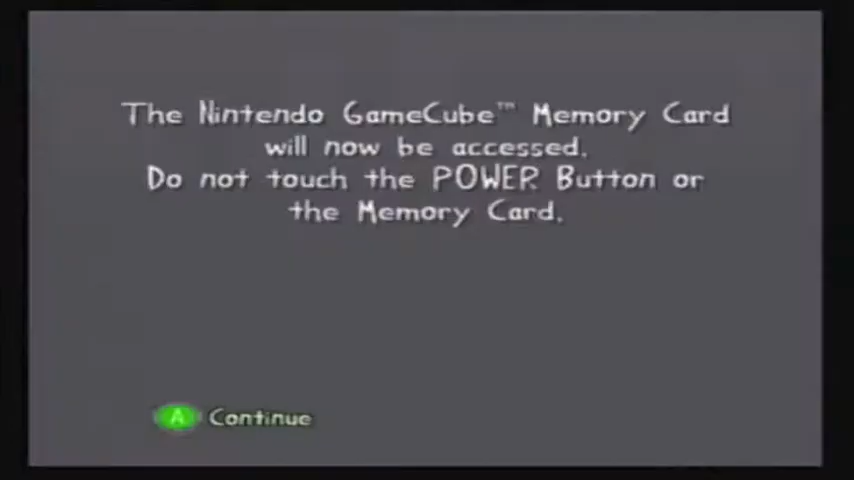 The Nintendo GameCube™ Memory Card
will now be accessed.
Do not touch the POWER Button or
the Memory Card.
A Continue